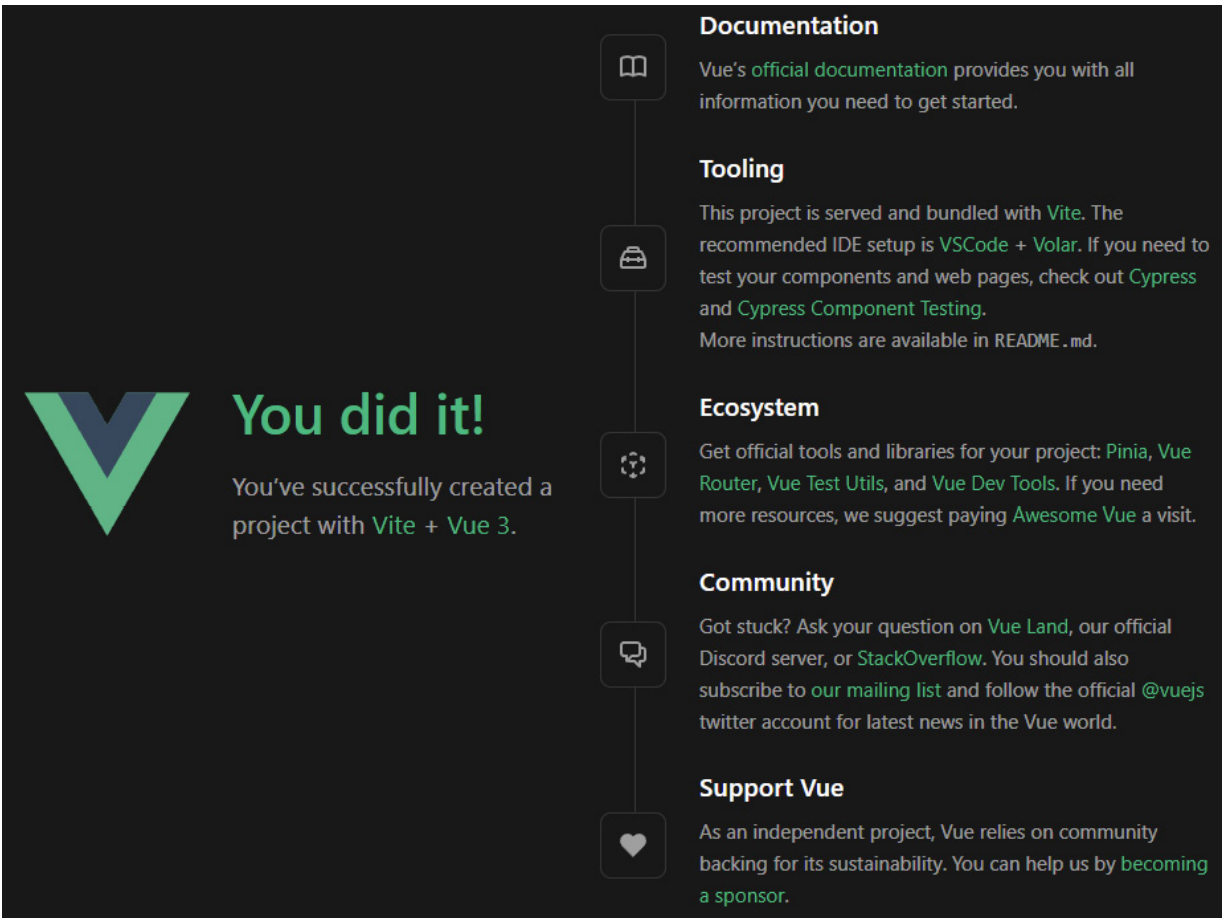 You did it!
You’ve successfully created a
project with Vite + Vue 3.
Documentation
Vue’s official documentation provides you with all
information you need to get started.
Tooling
This project is served and bundled with Vite. The
recommended IDE setup is VSCode + Volar. If you need to
test your components and web pages, check out Cypress
and Cypress Component Testing.
More instructions are available in README.md.
Ecosystem
Get official tools and libraries for your project: Pinia, Vue
Router, Vue Test Utils, and Vue Dev Tools. If you need
more resources, we suggest paying Awesome Vue a visit.
Community
Got stuck? Ask your question on Vue Land, our official
Discord server, or StackOverflow. You should also
subscribe to our mailing list and follow the official @vuejs
twitter account for latest news in the Vue world.
Support Vue
As an independent project, Vue relies on community
backing for its sustainability. You can help us by becoming
a sponsor.